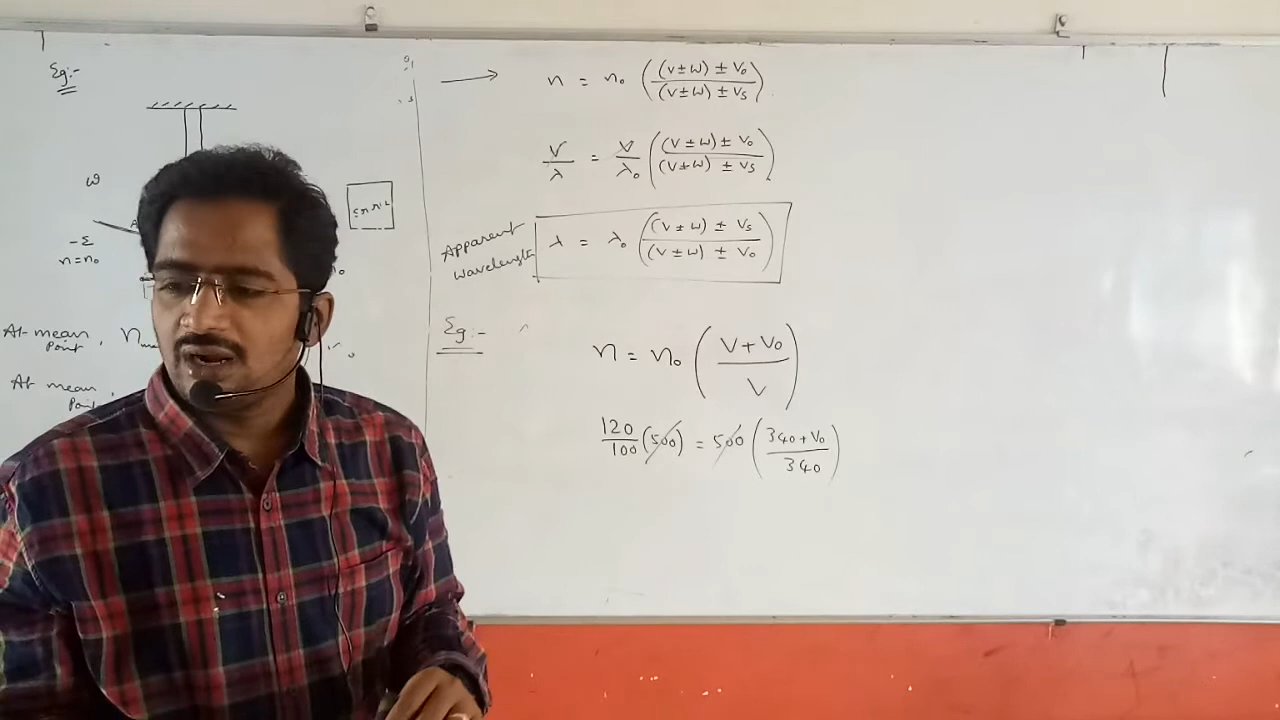 Eg:-
ω
-ε
n=n₀
At mean
Point,
At mean
Poi
→ n = n₀ ((V±ω) ± V₀ / (V±ω) ± Vs)
V/λ = V/λ₀ ((V±ω) ± V₀ / (V±ω) ± Vs)
Apparent
wavelength
λ = λ₀ ((V±ω) ± Vs / (V±ω) ± V₀)
Eg:-
n = n₀ (V+V₀ / V)
120/100 (500) = 500 (340+V₀ / 340)